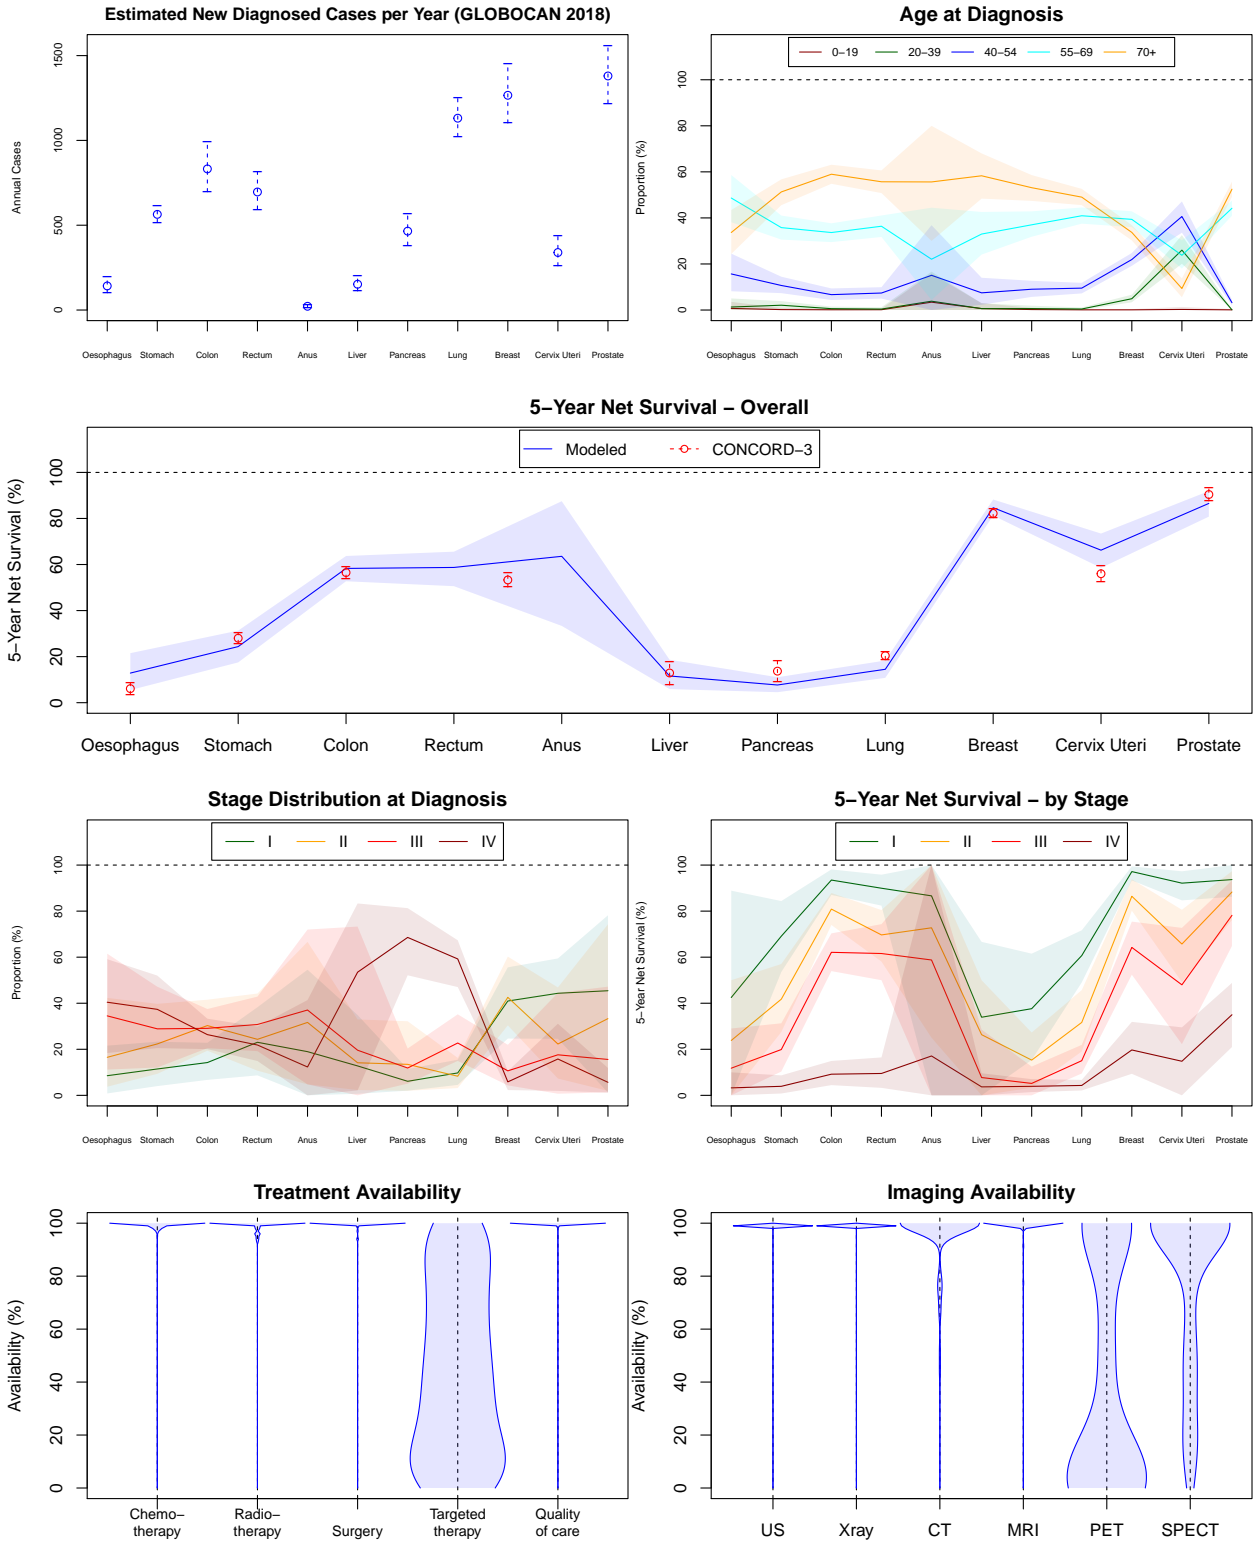 Estimated New Diagnosed Cases per Year (GLOBOCAN 2018)
Annual Cases
1500
1000
500
0
Oesophagus Stomach Colon Rectum Anus Liver Pancreas Lung Breast Cervix Uteri Prostate
Age at Diagnosis
0−19 20−39 40−54 55−69 70+
Proportion (%)
100
80
60
40
20
0
Oesophagus Stomach Colon Rectum Anus Liver Pancreas Lung Breast Cervix Uteri Prostate
5−Year Net Survival − Overall
Modeled CONCORD−3
5−Year Net Survival (%)
100
80
60
40
20
0
Oesophagus Stomach Colon Rectum Anus Liver Pancreas Lung Breast Cervix Uteri Prostate
Stage Distribution at Diagnosis
I II III IV
Proportion (%)
100
80
60
40
20
0
Oesophagus Stomach Colon Rectum Anus Liver Pancreas Lung Breast Cervix Uteri Prostate
5−Year Net Survival − by Stage
I II III IV
5−Year Net Survival (%)
100
80
60
40
20
0
Oesophagus Stomach Colon Rectum Anus Liver Pancreas Lung Breast Cervix Uteri Prostate
Treatment Availability
Availability (%)
100
80
60
40
20
0
Chemo− Radio− Targeted Quality
therapy therapy Surgery therapy of care
Imaging Availability
Availability (%)
100
80
60
40
20
0
US Xray CT MRI PET SPECT